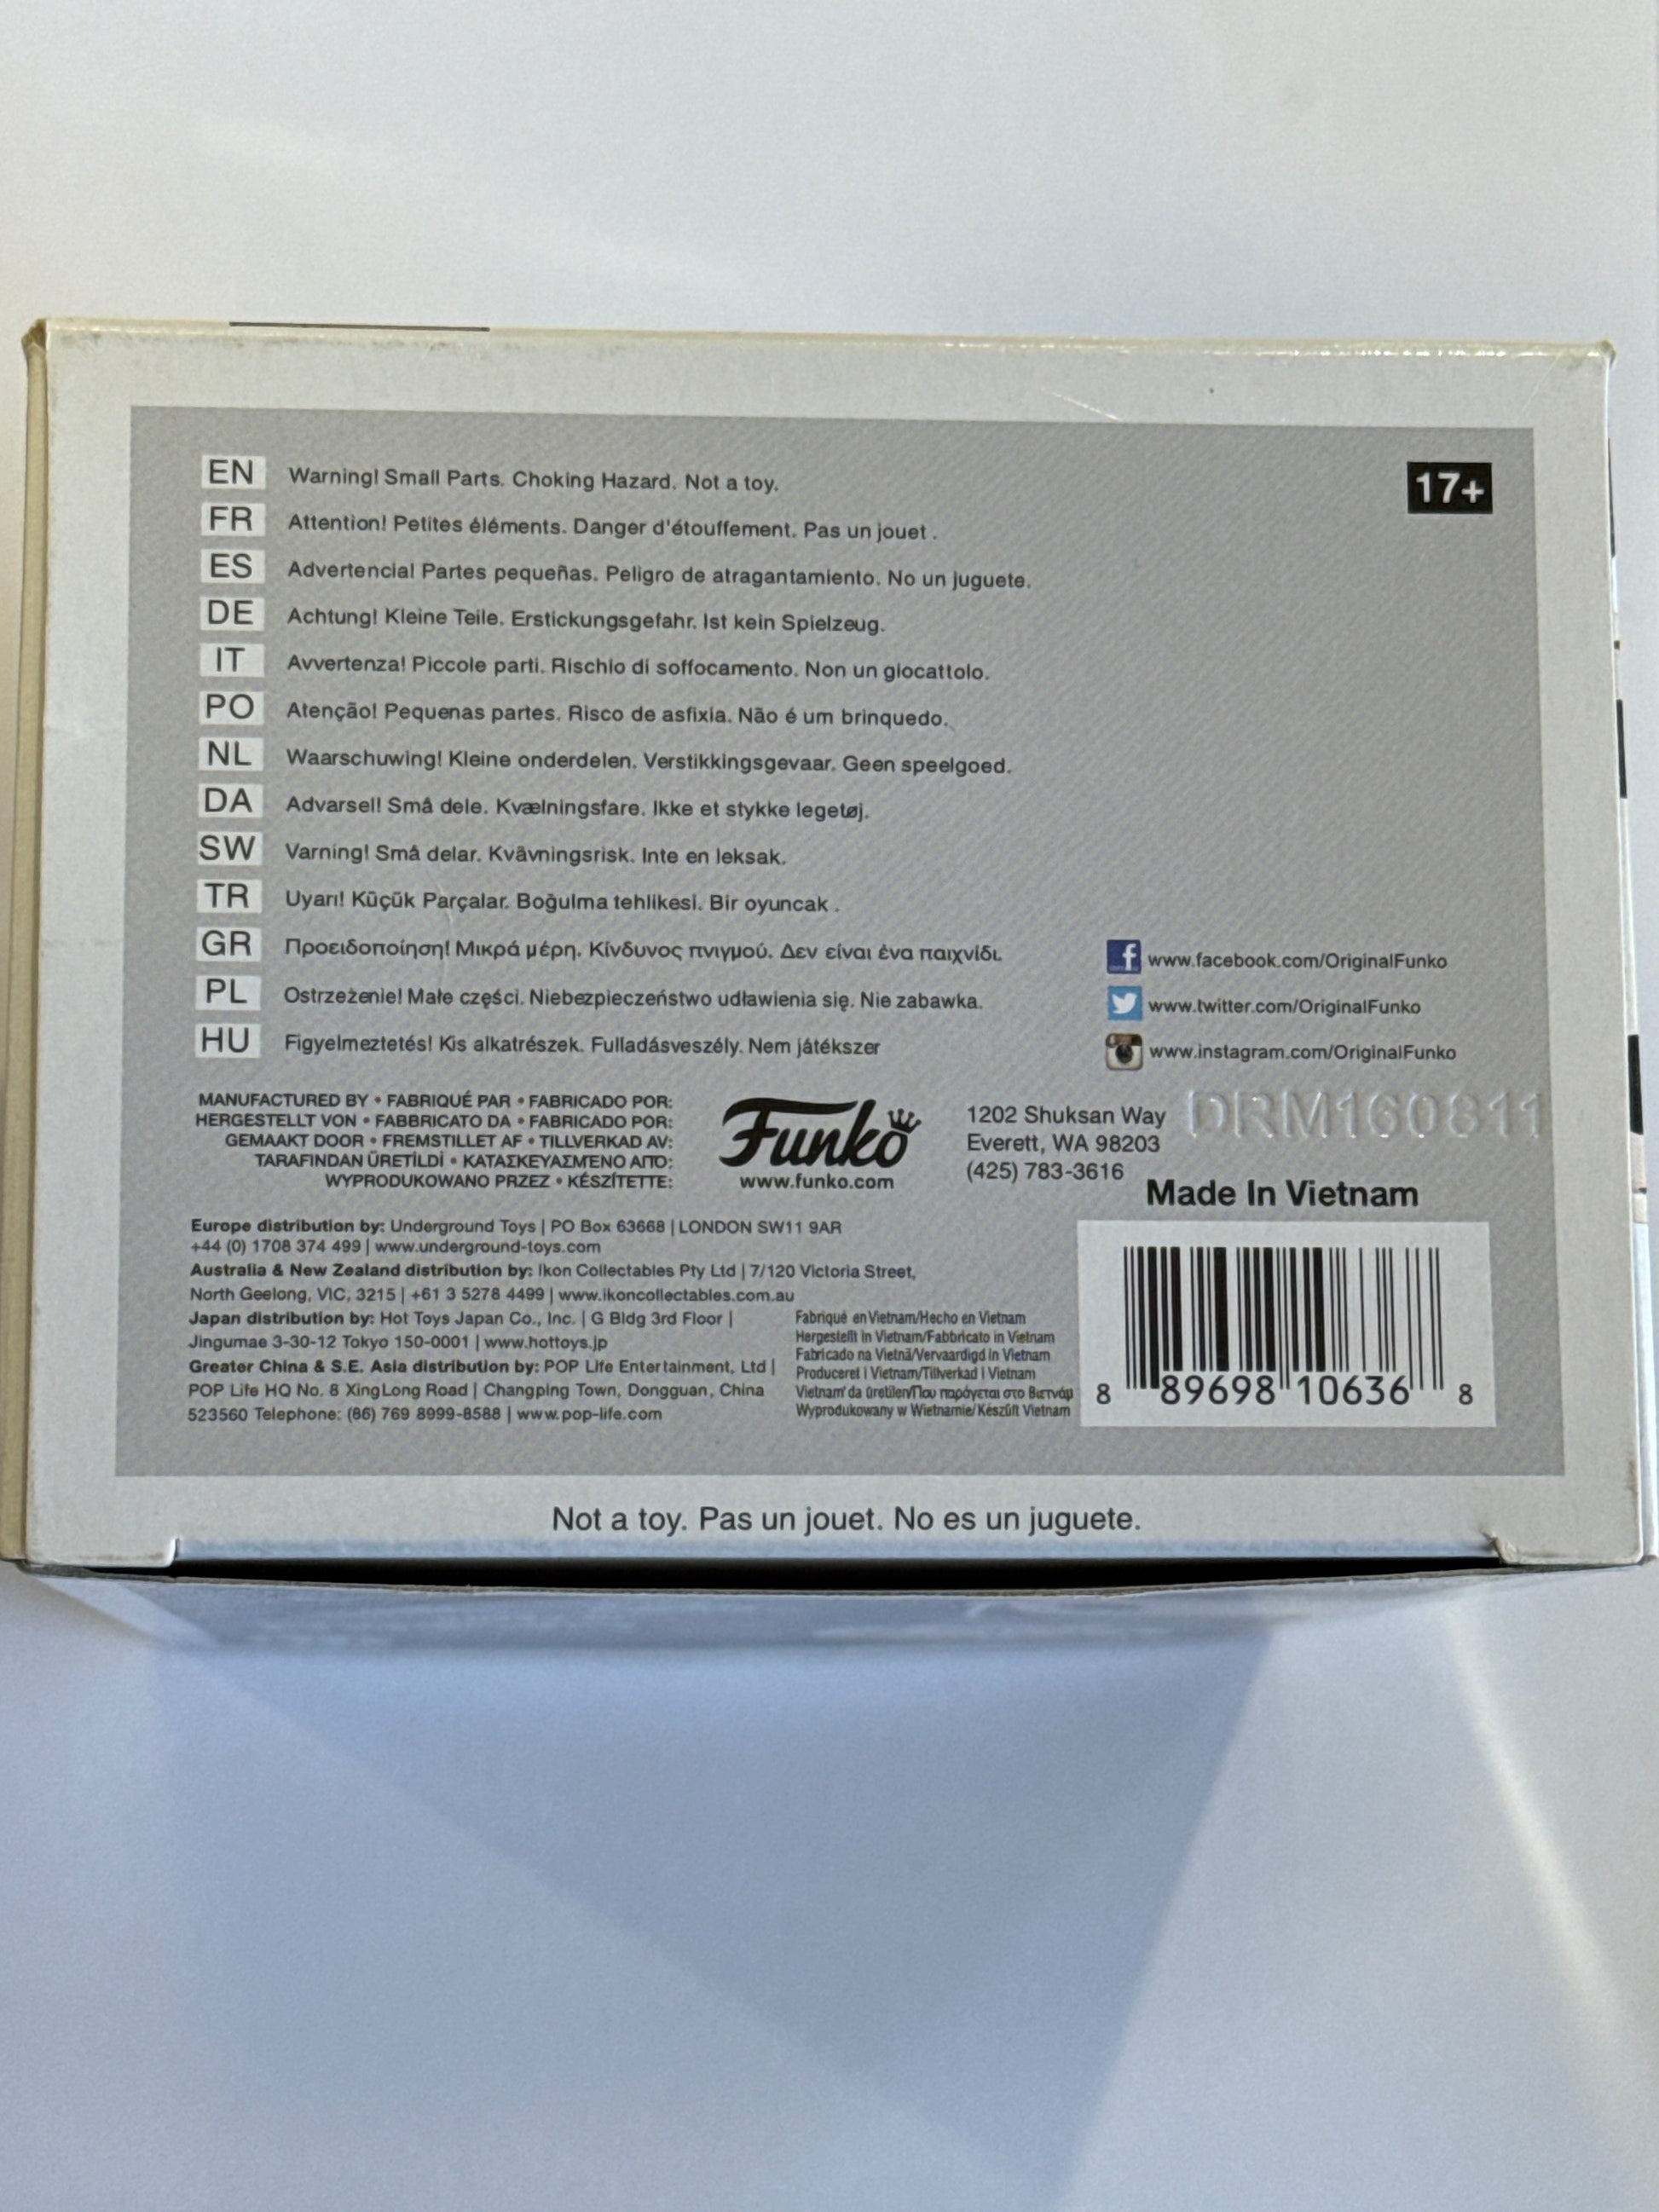 EN Warning! Small Parts. Choking Hazard. Not a toy.
17+
FR Attention! Petites éléments. Danger d'étouffement. Pas un jouet .
ES Advertencia! Partes pequeñas. Peligro de atragantamiento. No un juguete.
DE Achtung! Kleine Teile. Erstickungsgefahr. Ist kein Spielzeug.
IT Avvertenza! Piccole parti. Rischio di soffocamento. Non un giocattolo.
PO Atenção! Pequenas partes. Risco de asfixia. Não é um brinquedo.
NL Waarschuwing! Kleine onderdelen. Verstikkingsgevaar. Geen speelgoed.
DA Advarsel! Små dele. Kvælningsfare. Ikke et stykke legetøj.
SW Varning! Små delar. Kvävningsrisk. Inte en leksak.
TR Uyarı! Küçük Parçalar. Boğulma tehlikesi. Bir oyuncak .
GR Προειδοποίηση! Μικρά μέρη. Κίνδυνος πνιγμού. Δεν είναι ένα παιχνίδι.
PL Ostrzeżenie! Małe części. Niebezpieczeństwo udławienia się. Nie zabawka.
HU Figyelmeztetés! Kis alkatrészek. Fulladásveszély. Nem játékszer
www.facebook.com/OriginalFunko
www.twitter.com/OriginalFunko
www.instagram.com/OriginalFunko
MANUFACTURED BY • FABRIQUÉ PAR • FABRICADO POR:
HERGESTELLT VON • FABBRICATO DA • FABRICADO POR:
GEMAAKT DOOR • FREMSTILLET AF • TILLVERKAD AV:
TARAFINDAN ÜRETİLDİ • ΚΑΤΑΣΚΕΥΑΣΜΈΝΟ ΑΠΌ:
WYPRODUKOWANO PRZEZ • KÉSZÍTETTE:
Funko
www.funko.com
1202 Shuksan Way
Everett, WA 98203
(425) 783-3616
DRM160811
Made In Vietnam
Europe distribution by: Underground Toys | PO Box 63668 | LONDON SW11 9AR
+44 (0) 1708 374 499 | www.underground-toys.com
Australia & New Zealand distribution by: Ikon Collectables Pty Ltd | 7/120 Victoria Street,
North Geelong, VIC, 3215 | +61 3 5278 4499 | www.ikoncollectables.com.au
Japan distribution by: Hot Toys Japan Co., Inc. | G Bldg 3rd Floor |
Jingumae 3-30-12 Tokyo 150-0001 | www.hottoys.jp
Greater China & S.E. Asia distribution by: POP Life Entertainment, Ltd |
POP Life HQ No. 8 XingLong Road | Changping Town, Dongguan, China
523560 Telephone: (86) 769 8999-8588 | www.pop-life.com
Fabriqué en Vietnam/Hecho en Vietnam
Hergestellt in Vietnam/Fabbricato in Vietnam
Fabricado na Vietnã/Vervaardigd in Vietnam
Produceret i Vietnam/Tillverkad i Vietnam
Vietnam'da üretilen/Που παράγεται στο Βιετνάμ
Wyprodukowany w Wietnamie/Készült Vietnam
8 89698 10636 8
Not a toy. Pas un jouet. No es un juguete.